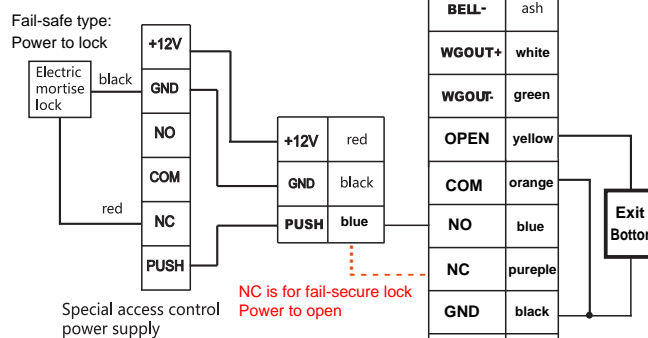 Fail-safe type:
Power to lock
Electric
mortise
lock
black
red
+12V
GND
NO
COM
NC
PUSH
Special access control
power supply
+12V red
GND black
PUSH blue
NC is for fail-secure lock
Power to open
BELL- ash
WGOUT+ white
WGOUT- green
OPEN yellow
COM orange
NO blue
NC pureple
GND black
Exit
Bottor